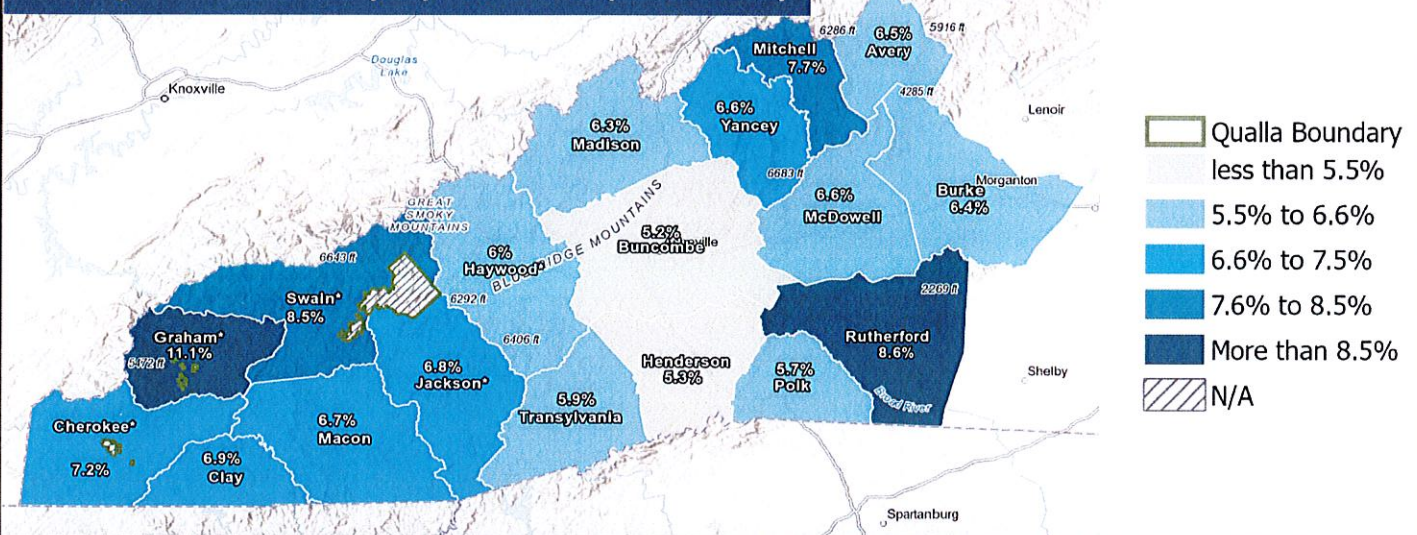 Mitchell
7.7%
6286 ft
6.5%
Avery
5916 ft
Douglas
Lake
Knoxville
4285 ft
Lenoir
6.3%
Madison
6.6%
Yancey
6683 ft
6.6%
McDowell
Burke
6.4%
Morganton
GREAT
SMOKY
MOUNTAINS
6%
Haywood*
5.2%
Buncombe
RIDGE MOUNTAINS
6643 ft
6292 ft
6406 ft
2269 ft
Swain*
8.5%
Graham*
11.1%
5472 ft
Rutherford
8.6%
Broad River
Shelby
6.8%
Jackson*
Henderson
5.3%
5.7%
Polk
5.9%
Transylvania
Cherokee*
7.2%
6.7%
Macon
6.9%
Clay
Spartanburg
Qualla Boundary
less than 5.5%
5.5% to 6.6%
6.6% to 7.5%
7.6% to 8.5%
More than 8.5%
N/A